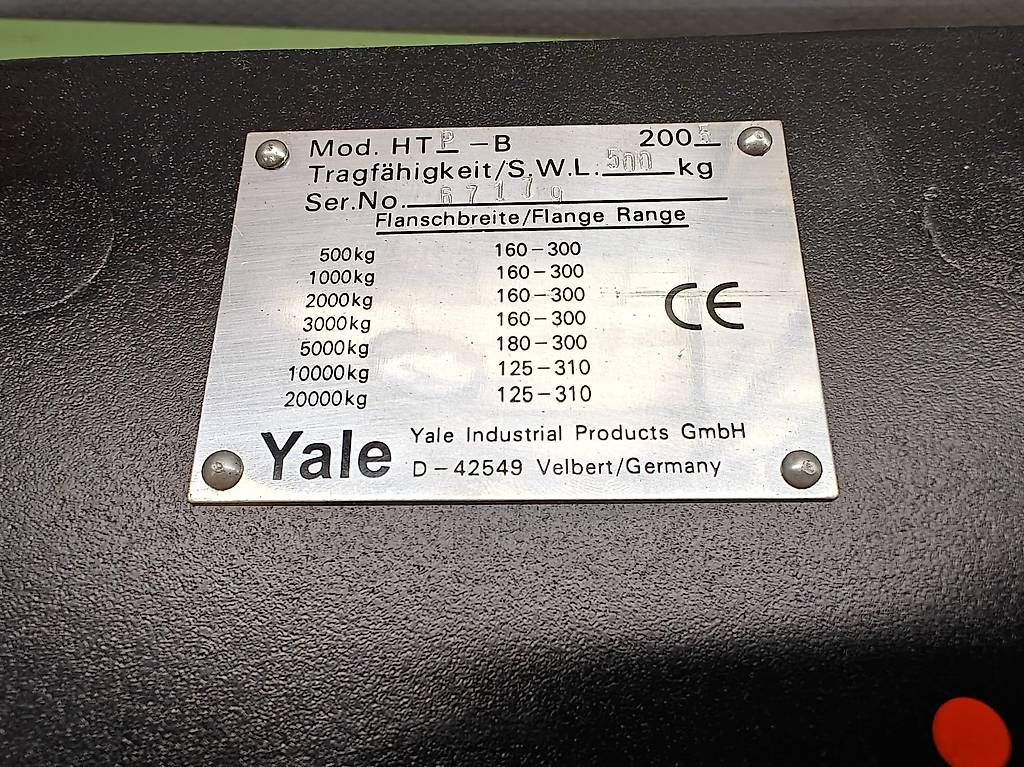 Mod. HTP-B 2005
Tragfähigkeit/S.W.L. 500 kg
Ser.No.
Flanschbreite/Flange Range
500kg 160-300
1000kg 160-300
2000kg 160-300
3000kg 160-300
5000kg 180-300
10000kg 125-310
20000kg 125-310
CE
Yale Yale Industrial Products GmbH
D-42549 Velbert/Germany